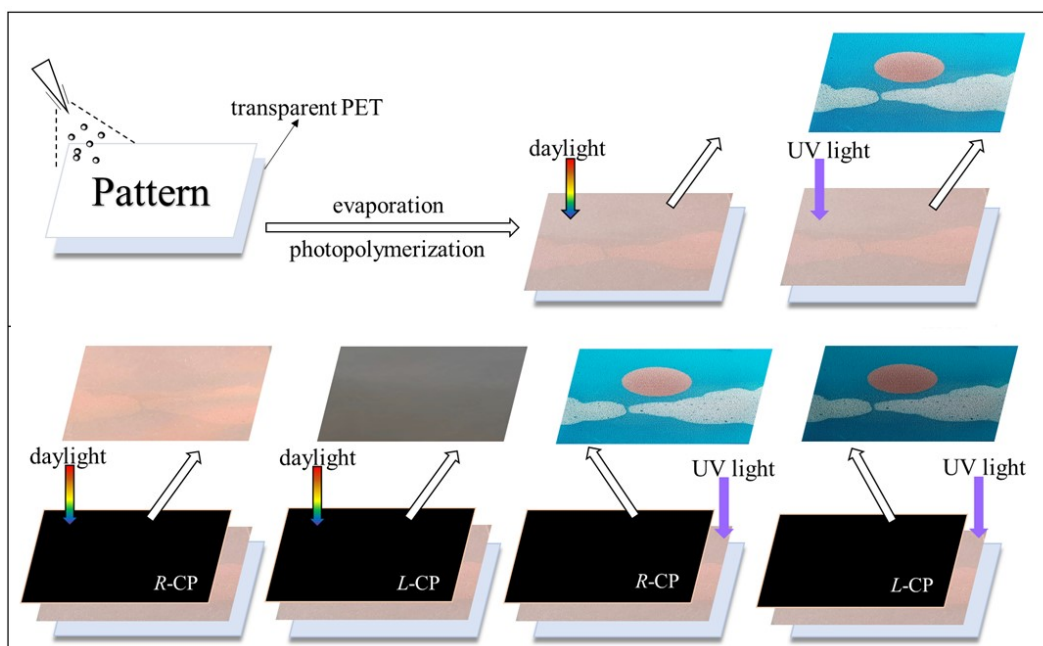 transparent PET
Pattern
evaporation
photopolymerization
daylight
UV light
daylight
daylight
UV light
UV light
R-CP
L-CP
R-CP
L-CP